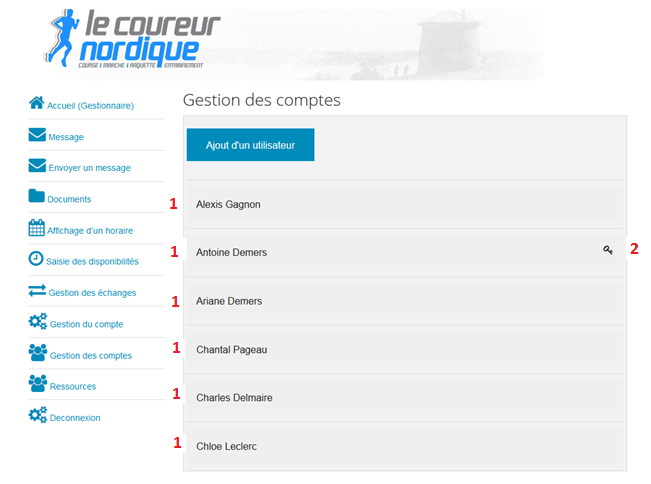 le coureur
nordique
COURSE | MARCHE | RAQUETTE | ENTRAINEMENT
Accueil (Gestionnaire)
Message
Envoyer un message
Documents
Affichage d'un horaire
Saisie des disponibilités
Gestion des échanges
Gestion du compte
Gestion des comptes
Ressources
Deconnexion
Gestion des comptes
Ajout d'un utilisateur
1 Alexis Gagnon
1 Antoine Demers 2
1 Ariane Demers
1 Chantal Pageau
1 Charles Delmaire
1 Chloe Leclerc